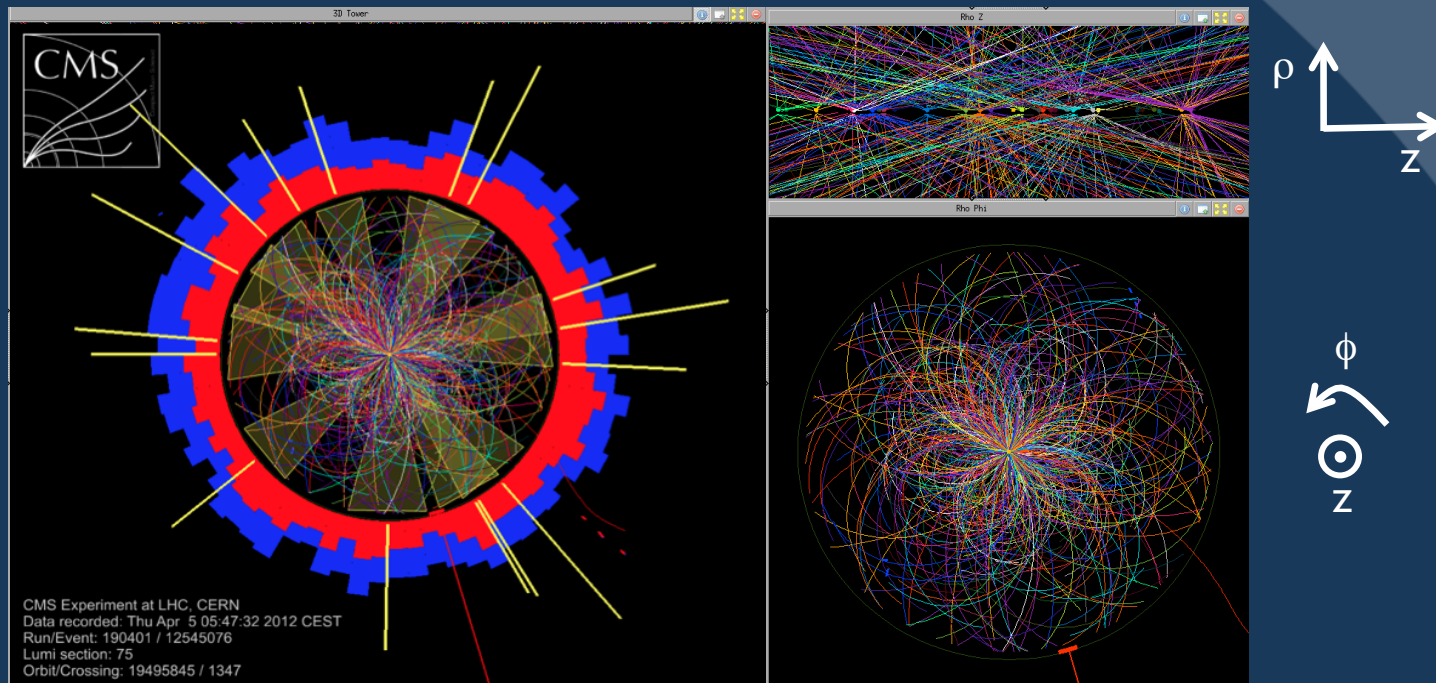 3D Tower
CMS
CMS Experiment at LHC, CERN
Data recorded: Thu Apr 5 05:47:32 2012 CEST
Run/Event: 190401 / 12545076
Lumi section: 75
Orbit/Crossing: 19495845 / 1347
Rho Z
Rho Phi
ρ
z
ϕ
z